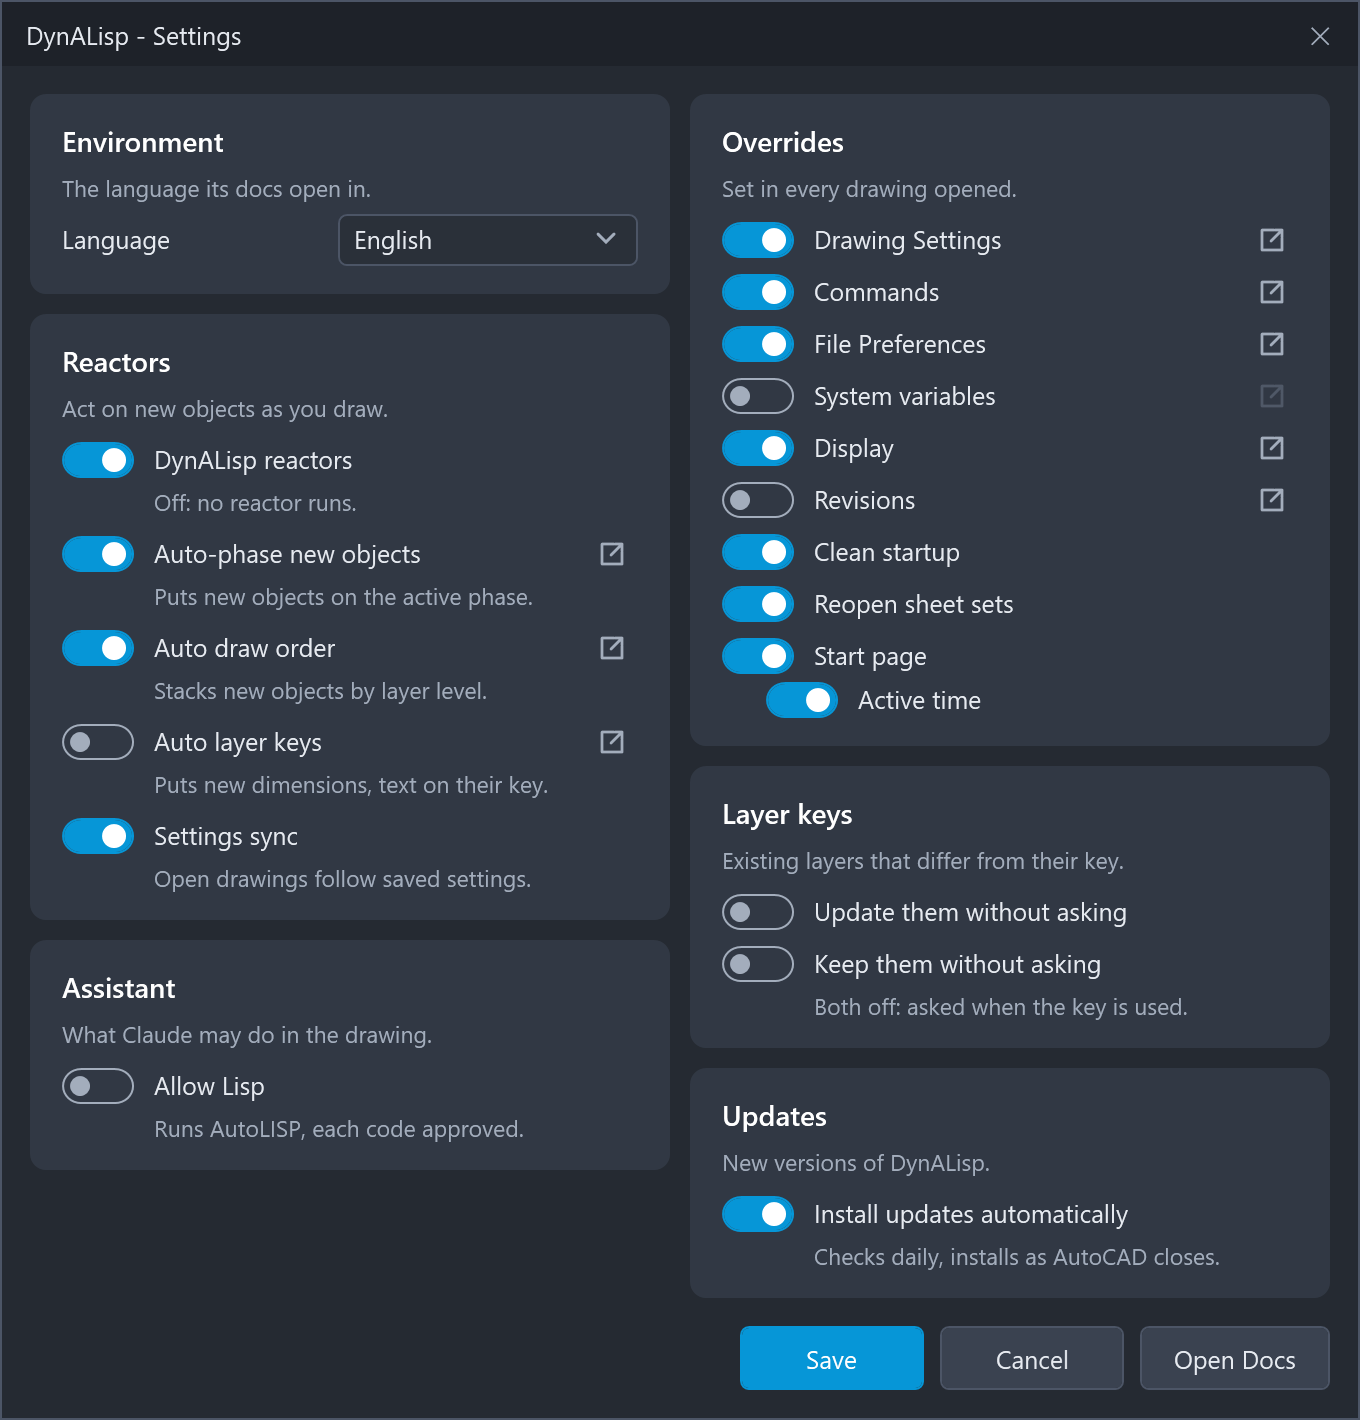 DynALisp - Settings
Environment
The language its docs open in.
Language
English
Reactors
Act on new objects as you draw.
DynALisp reactors
Off: no reactor runs.
Auto-phase new objects
Puts new objects on the active phase.
Auto draw order
Stacks new objects by layer level.
Auto layer keys
Puts new dimensions, text on their key.
Settings sync
Open drawings follow saved settings.
Assistant
What Claude may do in the drawing.
Allow Lisp
Runs AutoLISP, each code approved.
Overrides
Set in every drawing opened.
Drawing Settings
Commands
File Preferences
System variables
Display
Revisions
Clean startup
Reopen sheet sets
Start page
Active time
Layer keys
Existing layers that differ from their key.
Update them without asking
Keep them without asking
Both off: asked when the key is used.
Updates
New versions of DynALisp.
Install updates automatically
Checks daily, installs as AutoCAD closes.
Save
Cancel
Open Docs